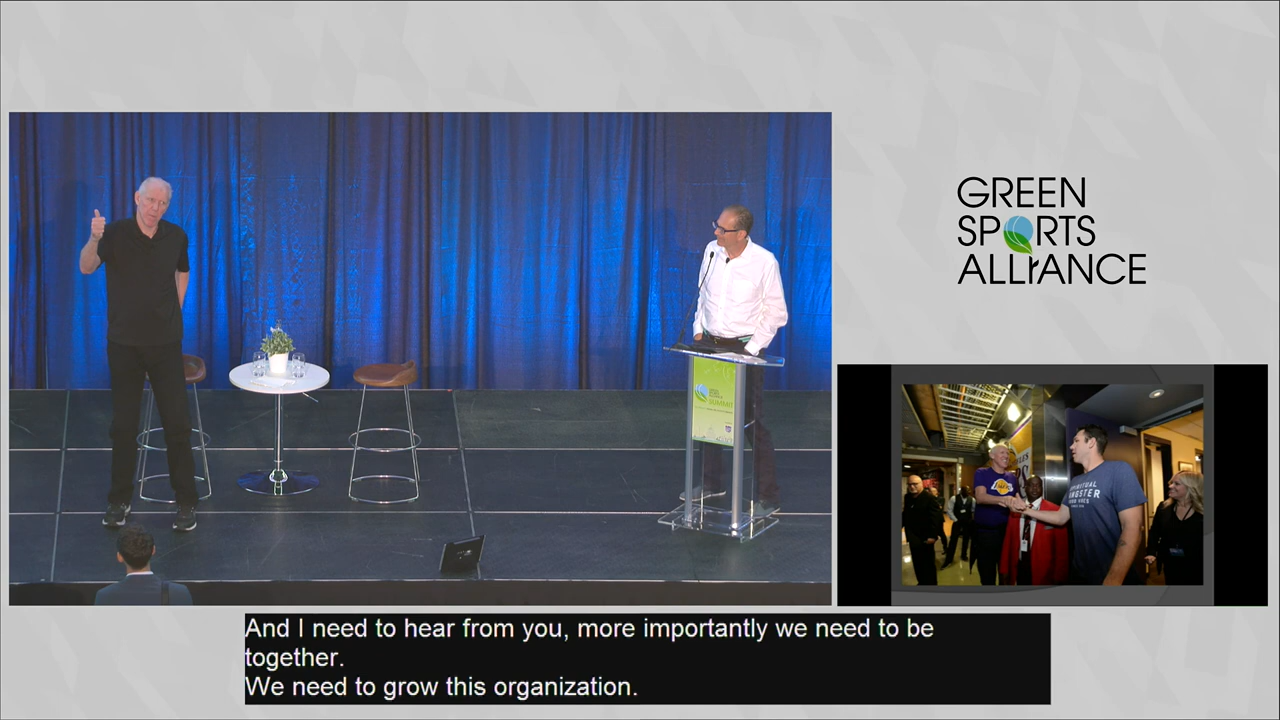 GREEN
SPORTS
ALLIANCE
SUMMIT
And I need to hear from you, more importantly we need to be
together.
We need to grow this organization.